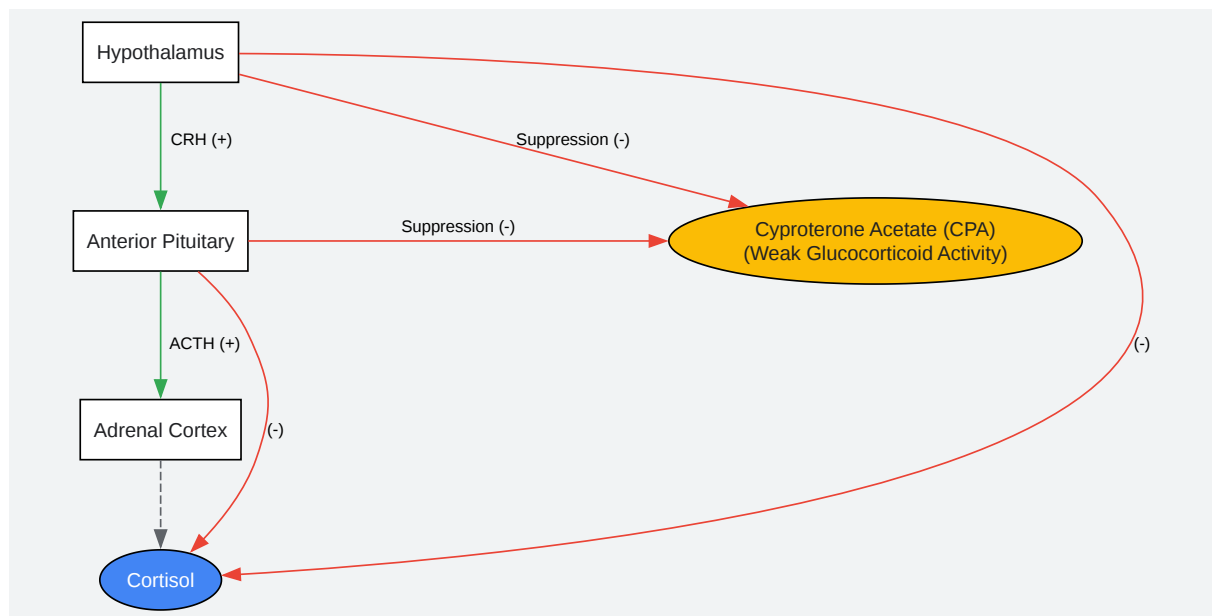 Hypothalamus
CRH (+)
Suppression (-)
Anterior Pituitary
Suppression (-)
Cyproterone Acetate (CPA)
(Weak Glucocorticoid Activity)
ACTH (+)
(-)
Adrenal Cortex
(-)
Cortisol